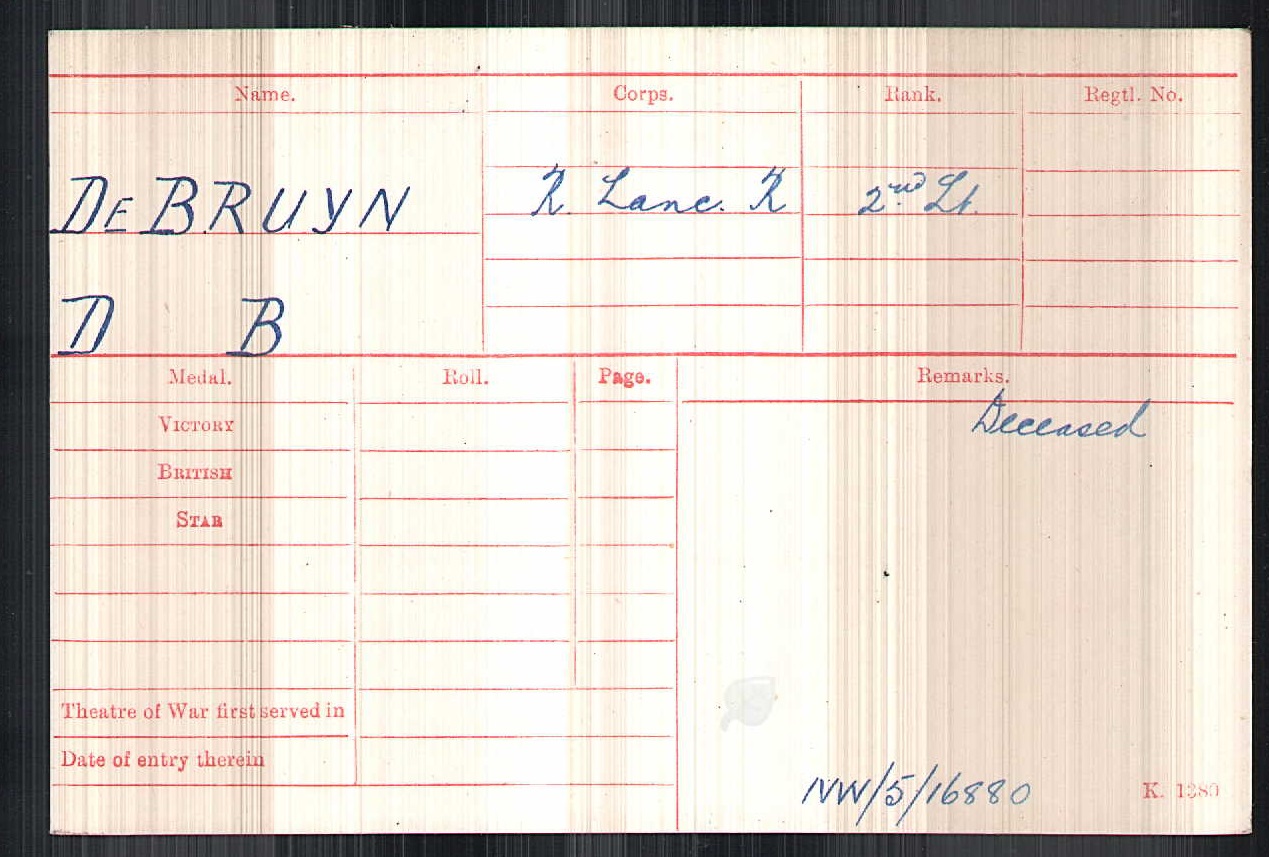 Name. Corps. Rank. Regtl. No.
DE BRUYN R. Lanc. R 2nd Lt.
D B
Medal. Roll. Page. Remarks.
Deceased
VICTORY
BRITISH
STAR
Theatre of War first served in
Date of entry therein
NW/5/16880 K. 1380